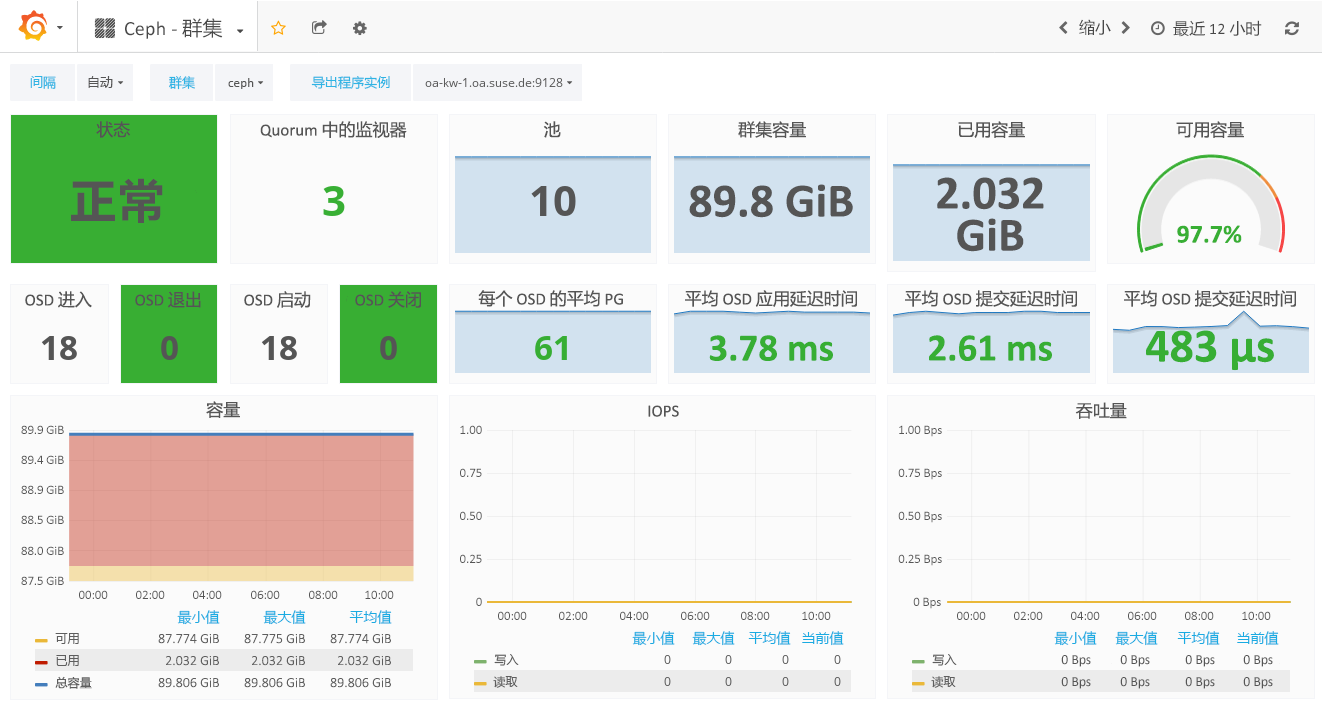 Ceph - 群集
缩小
最近 12 小时
间隔 自动 群集 ceph 导出程序实例 oa-kw-1.oa.suse.de:9128
状态
正常
Quorum 中的监视器
3
池
10
群集容量
89.8 GiB
已用容量
2.032
GiB
可用容量
97.7%
OSD 进入
18
OSD 退出
0
OSD 启动
18
OSD 关闭
0
每个 OSD 的平均 PG
61
平均 OSD 应用延迟时间
3.78 ms
平均 OSD 提交延迟时间
2.61 ms
平均 OSD 提交延迟时间
483 µs
容量
89.9 GiB
89.4 GiB
88.9 GiB
88.5 GiB
88.0 GiB
87.5 GiB
00:00 02:00 04:00 06:00 08:00 10:00
最小值 最大值 平均值
可用 87.774 GiB 87.775 GiB 87.774 GiB
已用 2.032 GiB 2.032 GiB 2.032 GiB
总容量 89.806 GiB 89.806 GiB 89.806 GiB
IOPS
1.00
0.75
0.50
0.25
0
00:00 02:00 04:00 06:00 08:00 10:00
最小值 最大值 平均值 当前值
写入 0 0 0 0
读取 0 0 0 0
吞吐量
1.00 Bps
0.75 Bps
0.50 Bps
0.25 Bps
0 Bps
00:00 02:00 04:00 06:00 08:00 10:00
最小值 最大值 平均值 当前值
写入 0 Bps 0 Bps 0 Bps 0 Bps
读取 0 Bps 0 Bps 0 Bps 0 Bps